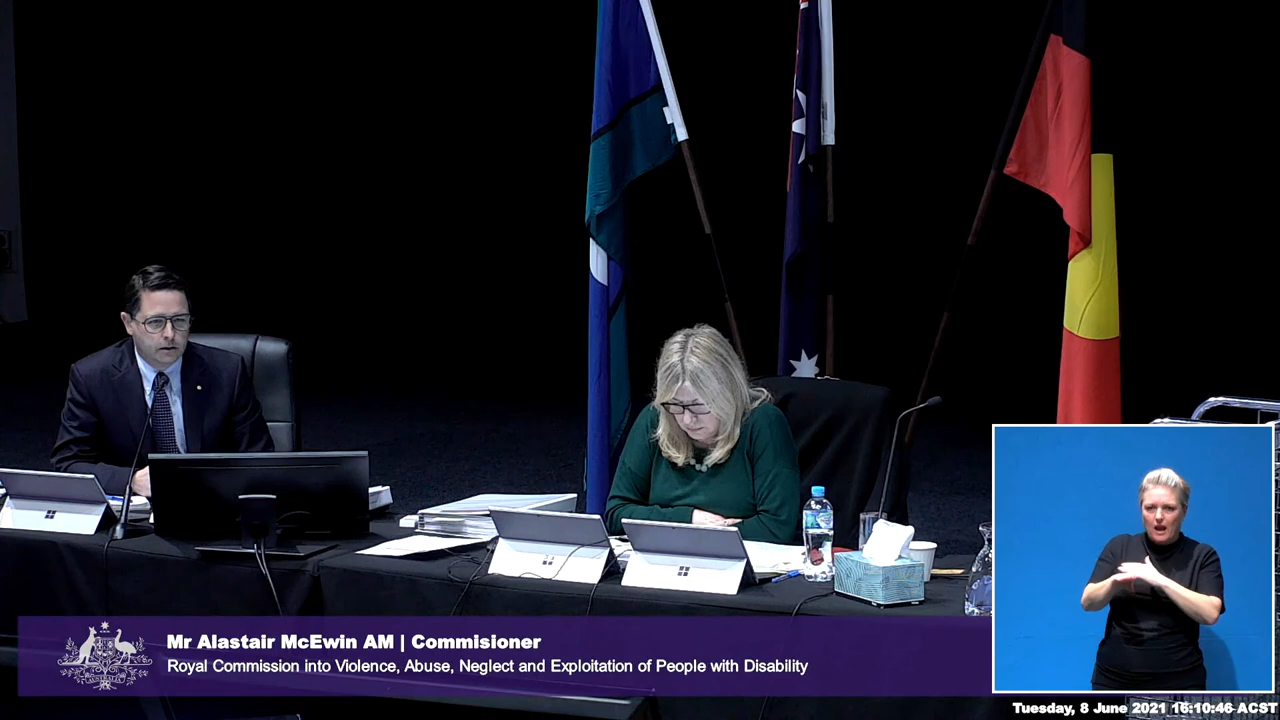 Mr Alastair McEwin AM | Commisioner
Royal Commission into Violence, Abuse, Neglect and Exploitation of People with Disability
Tuesday, 8 June 2021 16:10:46 ACST